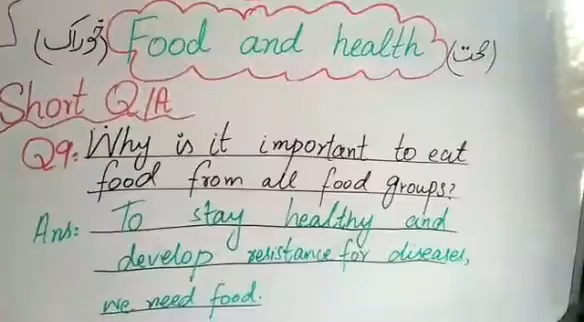 (خوراک) Food and health (صحت)
Short Q/A
Q9: Why is it important to eat
food from all food groups?
Ans: To stay healthy and
develop resistance for diseases,
we need food.